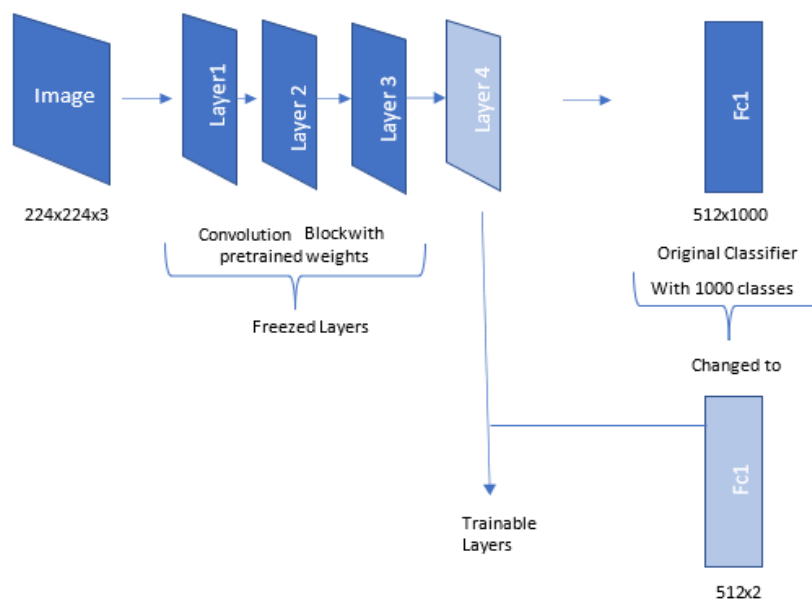 Image
Layer1
Layer 2
Layer 3
Layer 4
Fc1
224x224x3
512x1000
Convolution Blockwith
pretrained weights
Freezed Layers
Original Classifier
With 1000 classes
Changed to
Fc1
Trainable
Layers
512x2